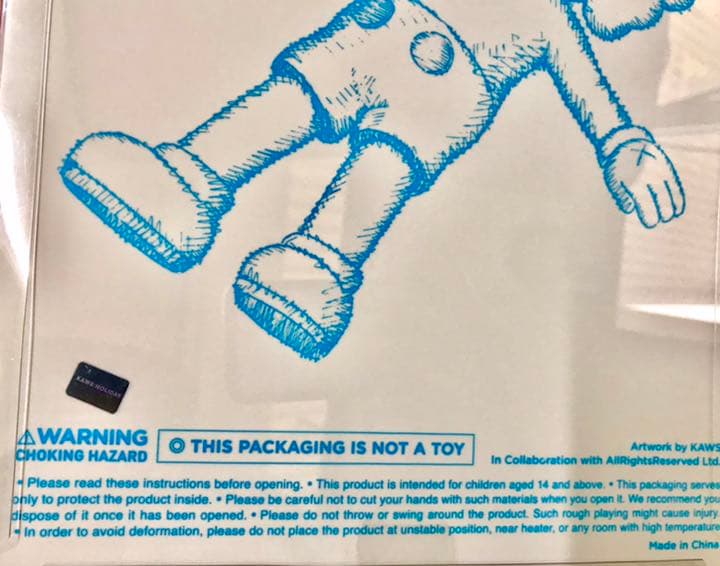 KAWS:HOLIDAY
WARNING
CHOKING HAZARD
THIS PACKAGING IS NOT A TOY
Artwork by KAWS
In Collaboration with AllRightsReserved Ltd.
• Please read these instructions before opening. • This product is intended for children aged 14 and above. • This packaging serves
only to protect the product inside. • Please be careful not to cut your hands with such materials when you open it. We recommend you
dispose of it once it has been opened. • Please do not throw or swing around the product. Such rough playing might cause injury.
• In order to avoid deformation, please do not place the product at unstable position, near heater, or any room with high temperature
Made in China